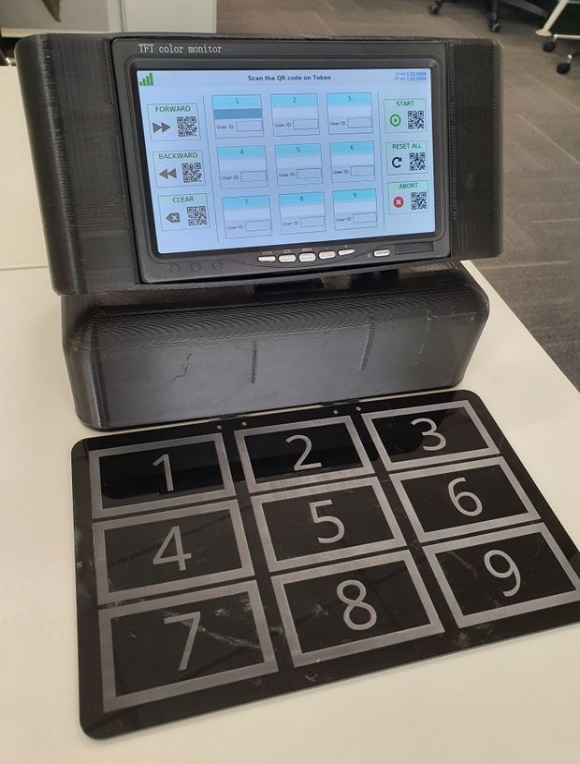 TFT color monitor
Scan the QR code on Token
FORWARD
BACKWARD
CLEAR
1
User ID:
2
User ID:
3
User ID:
4
User ID:
5
User ID:
6
User ID:
7
User ID:
8
User ID:
9
User ID:
START
RESET ALL
ABORT
1
2
3
4
5
6
7
8
9